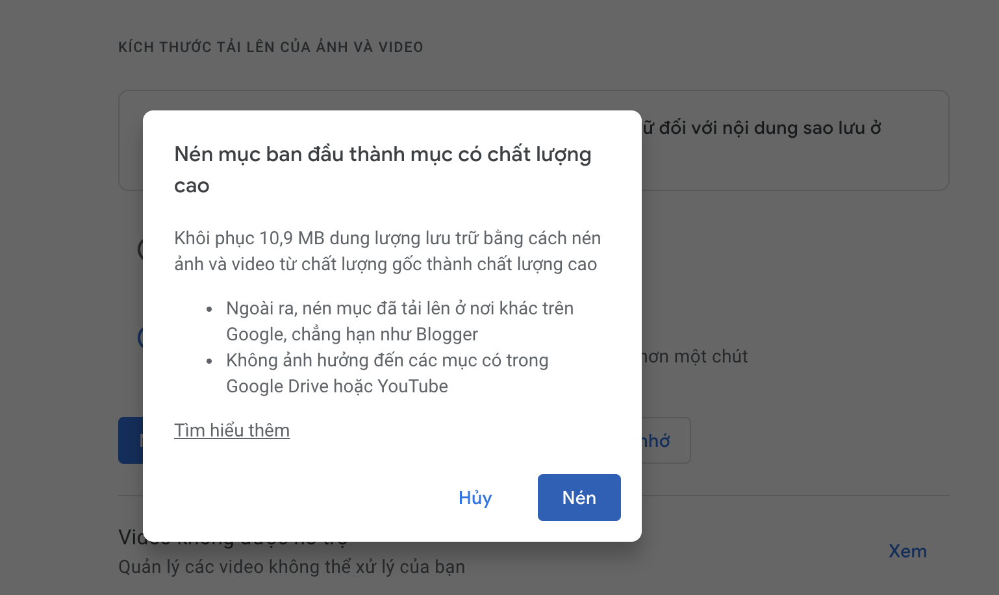 KÍCH THƯỚC TẢI LÊN CỦA ẢNH VÀ VIDEO
đối với nội dung sao lưu ở
Nén mục ban đầu thành mục có chất lượng
cao
Khôi phục 10,9 MB dung lượng lưu trữ bằng cách nén
ảnh và video từ chất lượng gốc thành chất lượng cao
• Ngoài ra, nén mục đã tải lên ở nơi khác trên
Google, chẳng hạn như Blogger
• Không ảnh hưởng đến các mục có trong
Google Drive hoặc YouTube
một chút
Tìm hiểu thêm
nhớ
Hủy
Nén
Quản lý các video không thể xử lý của bạn
Xem